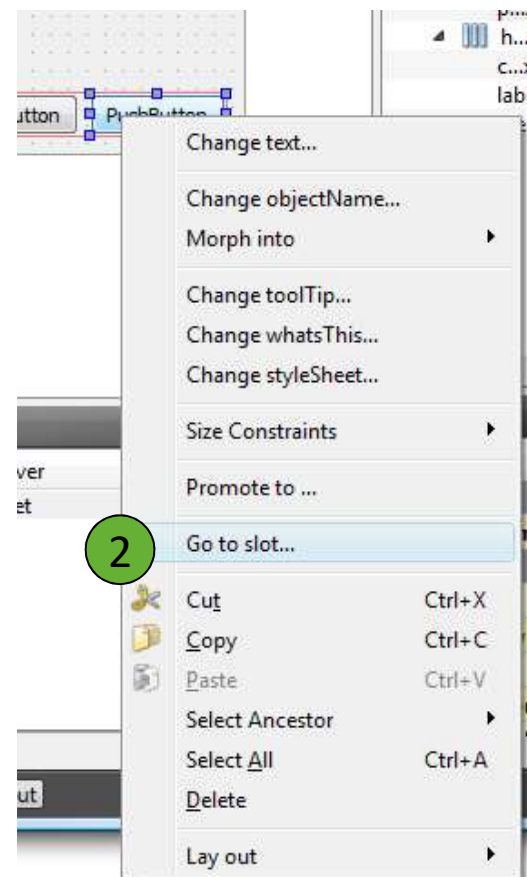 h...
c...
lab
utton
PushButton
Change text...
Change objectName...
Morph into
Change toolTip...
Change whatsThis...
Change styleSheet...
Size Constraints
ver
Promote to ...
et
2
Go to slot...
Cut Ctrl+X
Copy Ctrl+C
Paste Ctrl+V
Select Ancestor
Select All Ctrl+A
ut
Delete
Lay out